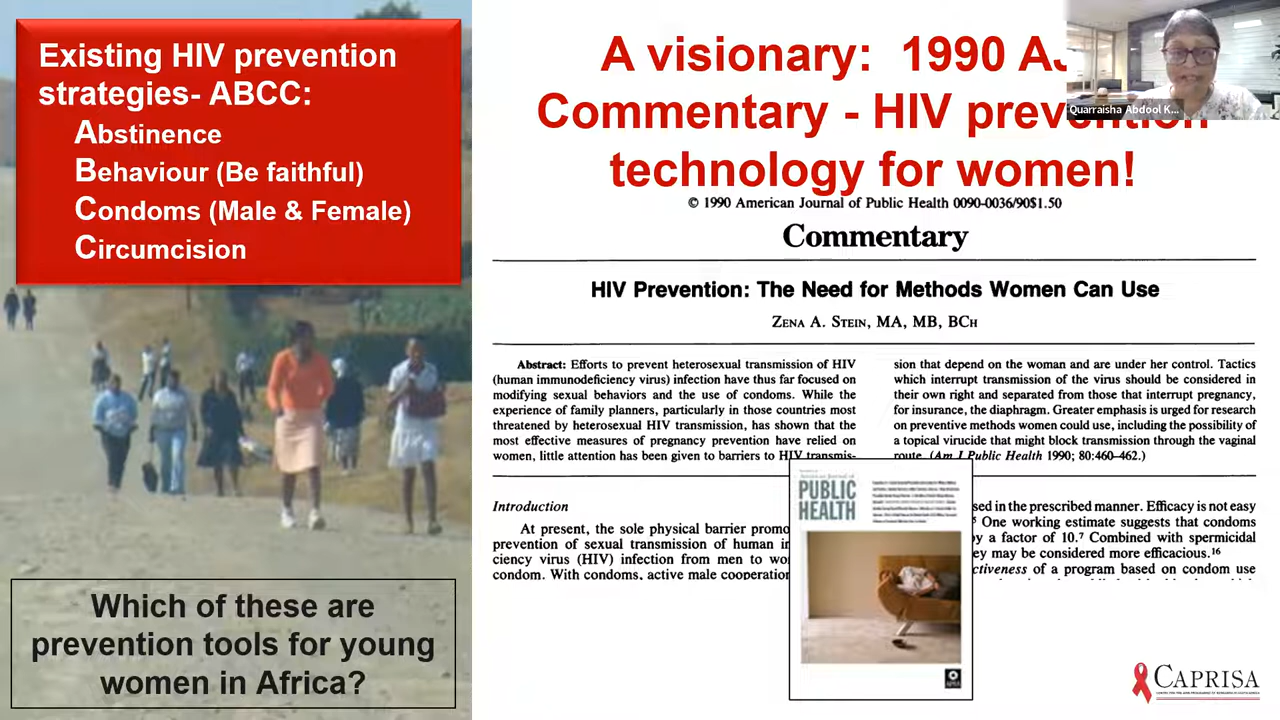 Existing HIV prevention
strategies- ABCC:
Abstinence
Behaviour (Be faithful)
Condoms (Male & Female)
Circumcision
Which of these are
prevention tools for young
women in Africa?
A visionary: 1990
Commentary - HIV prevention
technology for women!
Quarraisha Abdool K...
© 1990 American Journal of Public Health 0090-0036/90$1.50
Commentary
HIV Prevention: The Need for Methods Women Can Use
ZENA A. STEIN, MA, MB, BCH
Abstract: Efforts to prevent heterosexual transmission of HIV
(human immunodeficiency virus) infection have thus far focused on
modifying sexual behaviors and the use of condoms. While the
experience of family planners, particularly in those countries most
threatened by heterosexual HIV transmission, has shown that the
most effective measures of pregnancy prevention have relied on
women, little attention has been given to barriers to HIV transmis-
sion that depend on the woman and are under her control. Tactics
which interrupt transmission of the virus should be considered in
their own right and separated from those that interrupt pregnancy,
for insurance, the diaphragm. Greater emphasis is urged for research
on preventive methods women could use, including the possibility of
a topical virucide that might block transmission through the vaginal
route. (Am J Public Health 1990; 80:460-462.)
Introduction
At present, the sole physical barrier promo
prevention of sexual transmission of human i
ciency virus (HIV) infection from men to wo
condom. With condoms, active male cooperation
sed in the prescribed manner. Efficacy is not easy
One working estimate suggests that condoms
y a factor of 10.7 Combined with spermicidal
ey may be considered more efficacious.16
ctiveness of a program based on condom use
American Journal of
PUBLIC
HEALTH
CAPRISA